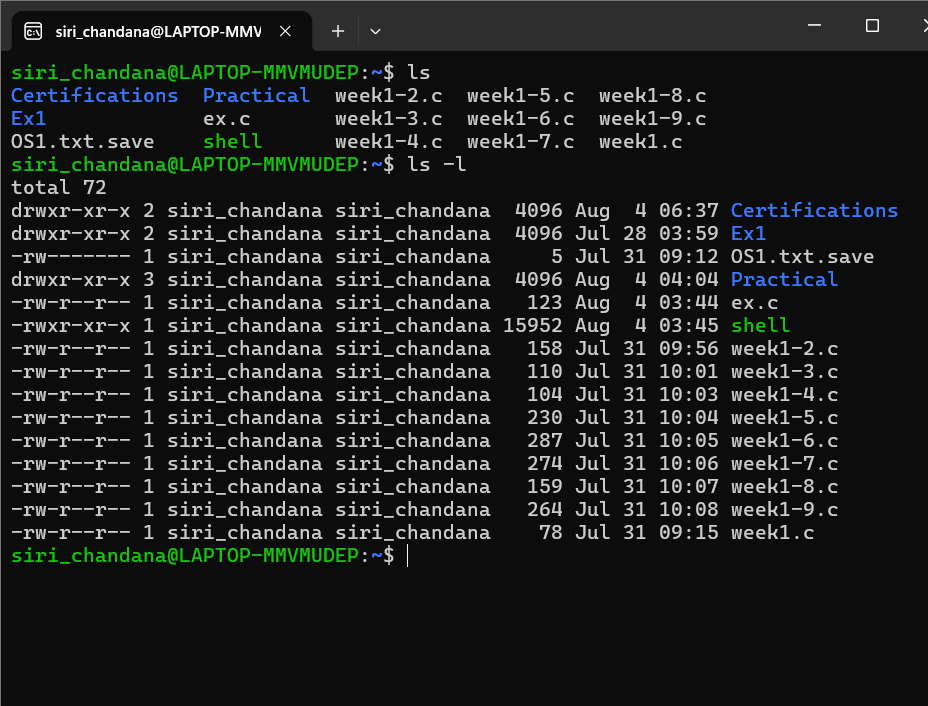 siri_chandana@LAPTOP-MMV
siri_chandana@LAPTOP-MMVMUDEP:~$ ls
Certifications  Practical  week1-2.c  week1-5.c  week1-8.c
Ex1             ex.c       week1-3.c  week1-6.c  week1-9.c
OS1.txt.save    shell      week1-4.c  week1-7.c  week1.c
siri_chandana@LAPTOP-MMVMUDEP:~$ ls -l
total 72
drwxr-xr-x 2 siri_chandana siri_chandana  4096 Aug  4 06:37 Certifications
drwxr-xr-x 2 siri_chandana siri_chandana  4096 Jul 28 03:59 Ex1
-rw------- 1 siri_chandana siri_chandana     5 Jul 31 09:12 OS1.txt.save
drwxr-xr-x 3 siri_chandana siri_chandana  4096 Aug  4 04:04 Practical
-rw-r--r-- 1 siri_chandana siri_chandana   123 Aug  4 03:44 ex.c
-rwxr-xr-x 1 siri_chandana siri_chandana 15952 Aug  4 03:45 shell
-rw-r--r-- 1 siri_chandana siri_chandana   158 Jul 31 09:56 week1-2.c
-rw-r--r-- 1 siri_chandana siri_chandana   110 Jul 31 10:01 week1-3.c
-rw-r--r-- 1 siri_chandana siri_chandana   104 Jul 31 10:03 week1-4.c
-rw-r--r-- 1 siri_chandana siri_chandana   230 Jul 31 10:04 week1-5.c
-rw-r--r-- 1 siri_chandana siri_chandana   287 Jul 31 10:05 week1-6.c
-rw-r--r-- 1 siri_chandana siri_chandana   274 Jul 31 10:06 week1-7.c
-rw-r--r-- 1 siri_chandana siri_chandana   159 Jul 31 10:07 week1-8.c
-rw-r--r-- 1 siri_chandana siri_chandana   264 Jul 31 10:08 week1-9.c
-rw-r--r-- 1 siri_chandana siri_chandana    78 Jul 31 09:15 week1.c
siri_chandana@LAPTOP-MMVMUDEP:~$